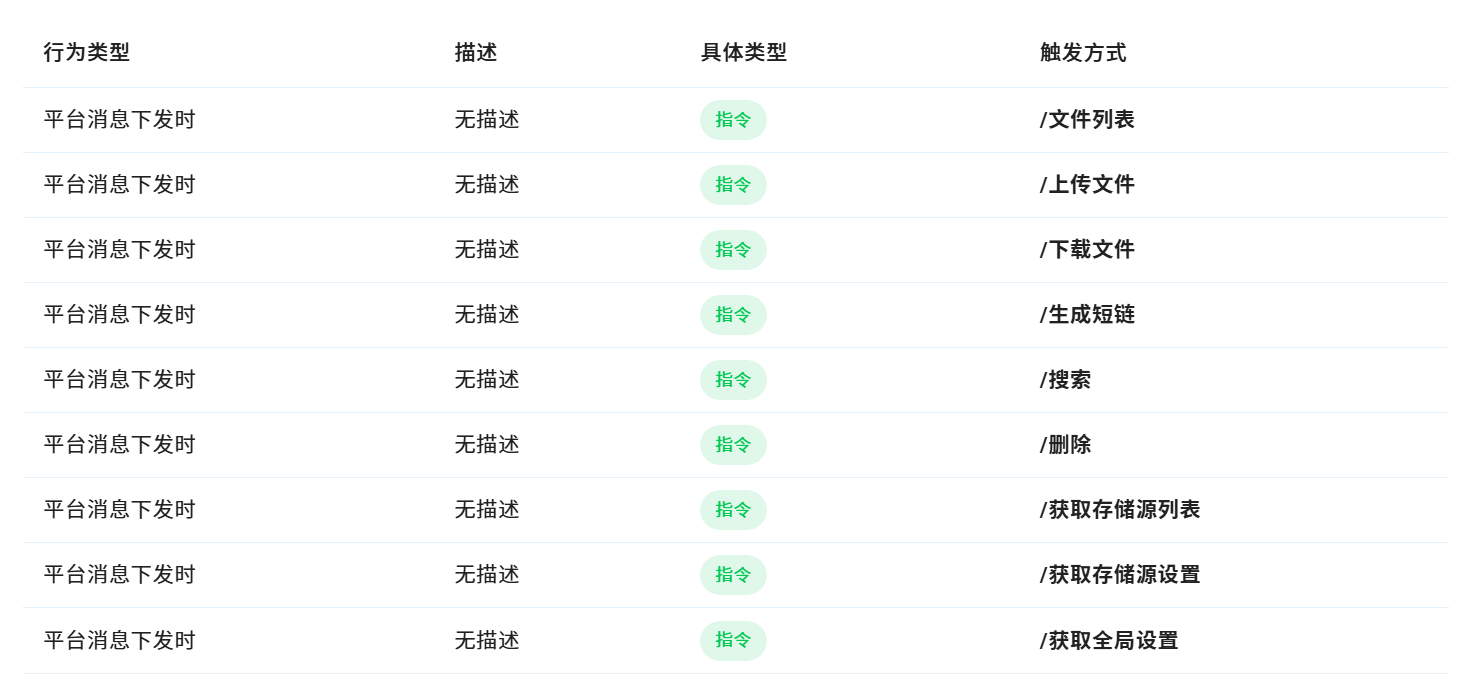 行为类型 描述 具体类型 触发方式
平台消息下发时 无描述 指令 /文件列表
平台消息下发时 无描述 指令 /上传文件
平台消息下发时 无描述 指令 /下载文件
平台消息下发时 无描述 指令 /生成短链
平台消息下发时 无描述 指令 /搜索
平台消息下发时 无描述 指令 /删除
平台消息下发时 无描述 指令 /获取存储源列表
平台消息下发时 无描述 指令 /获取存储源设置
平台消息下发时 无描述 指令 /获取全局设置